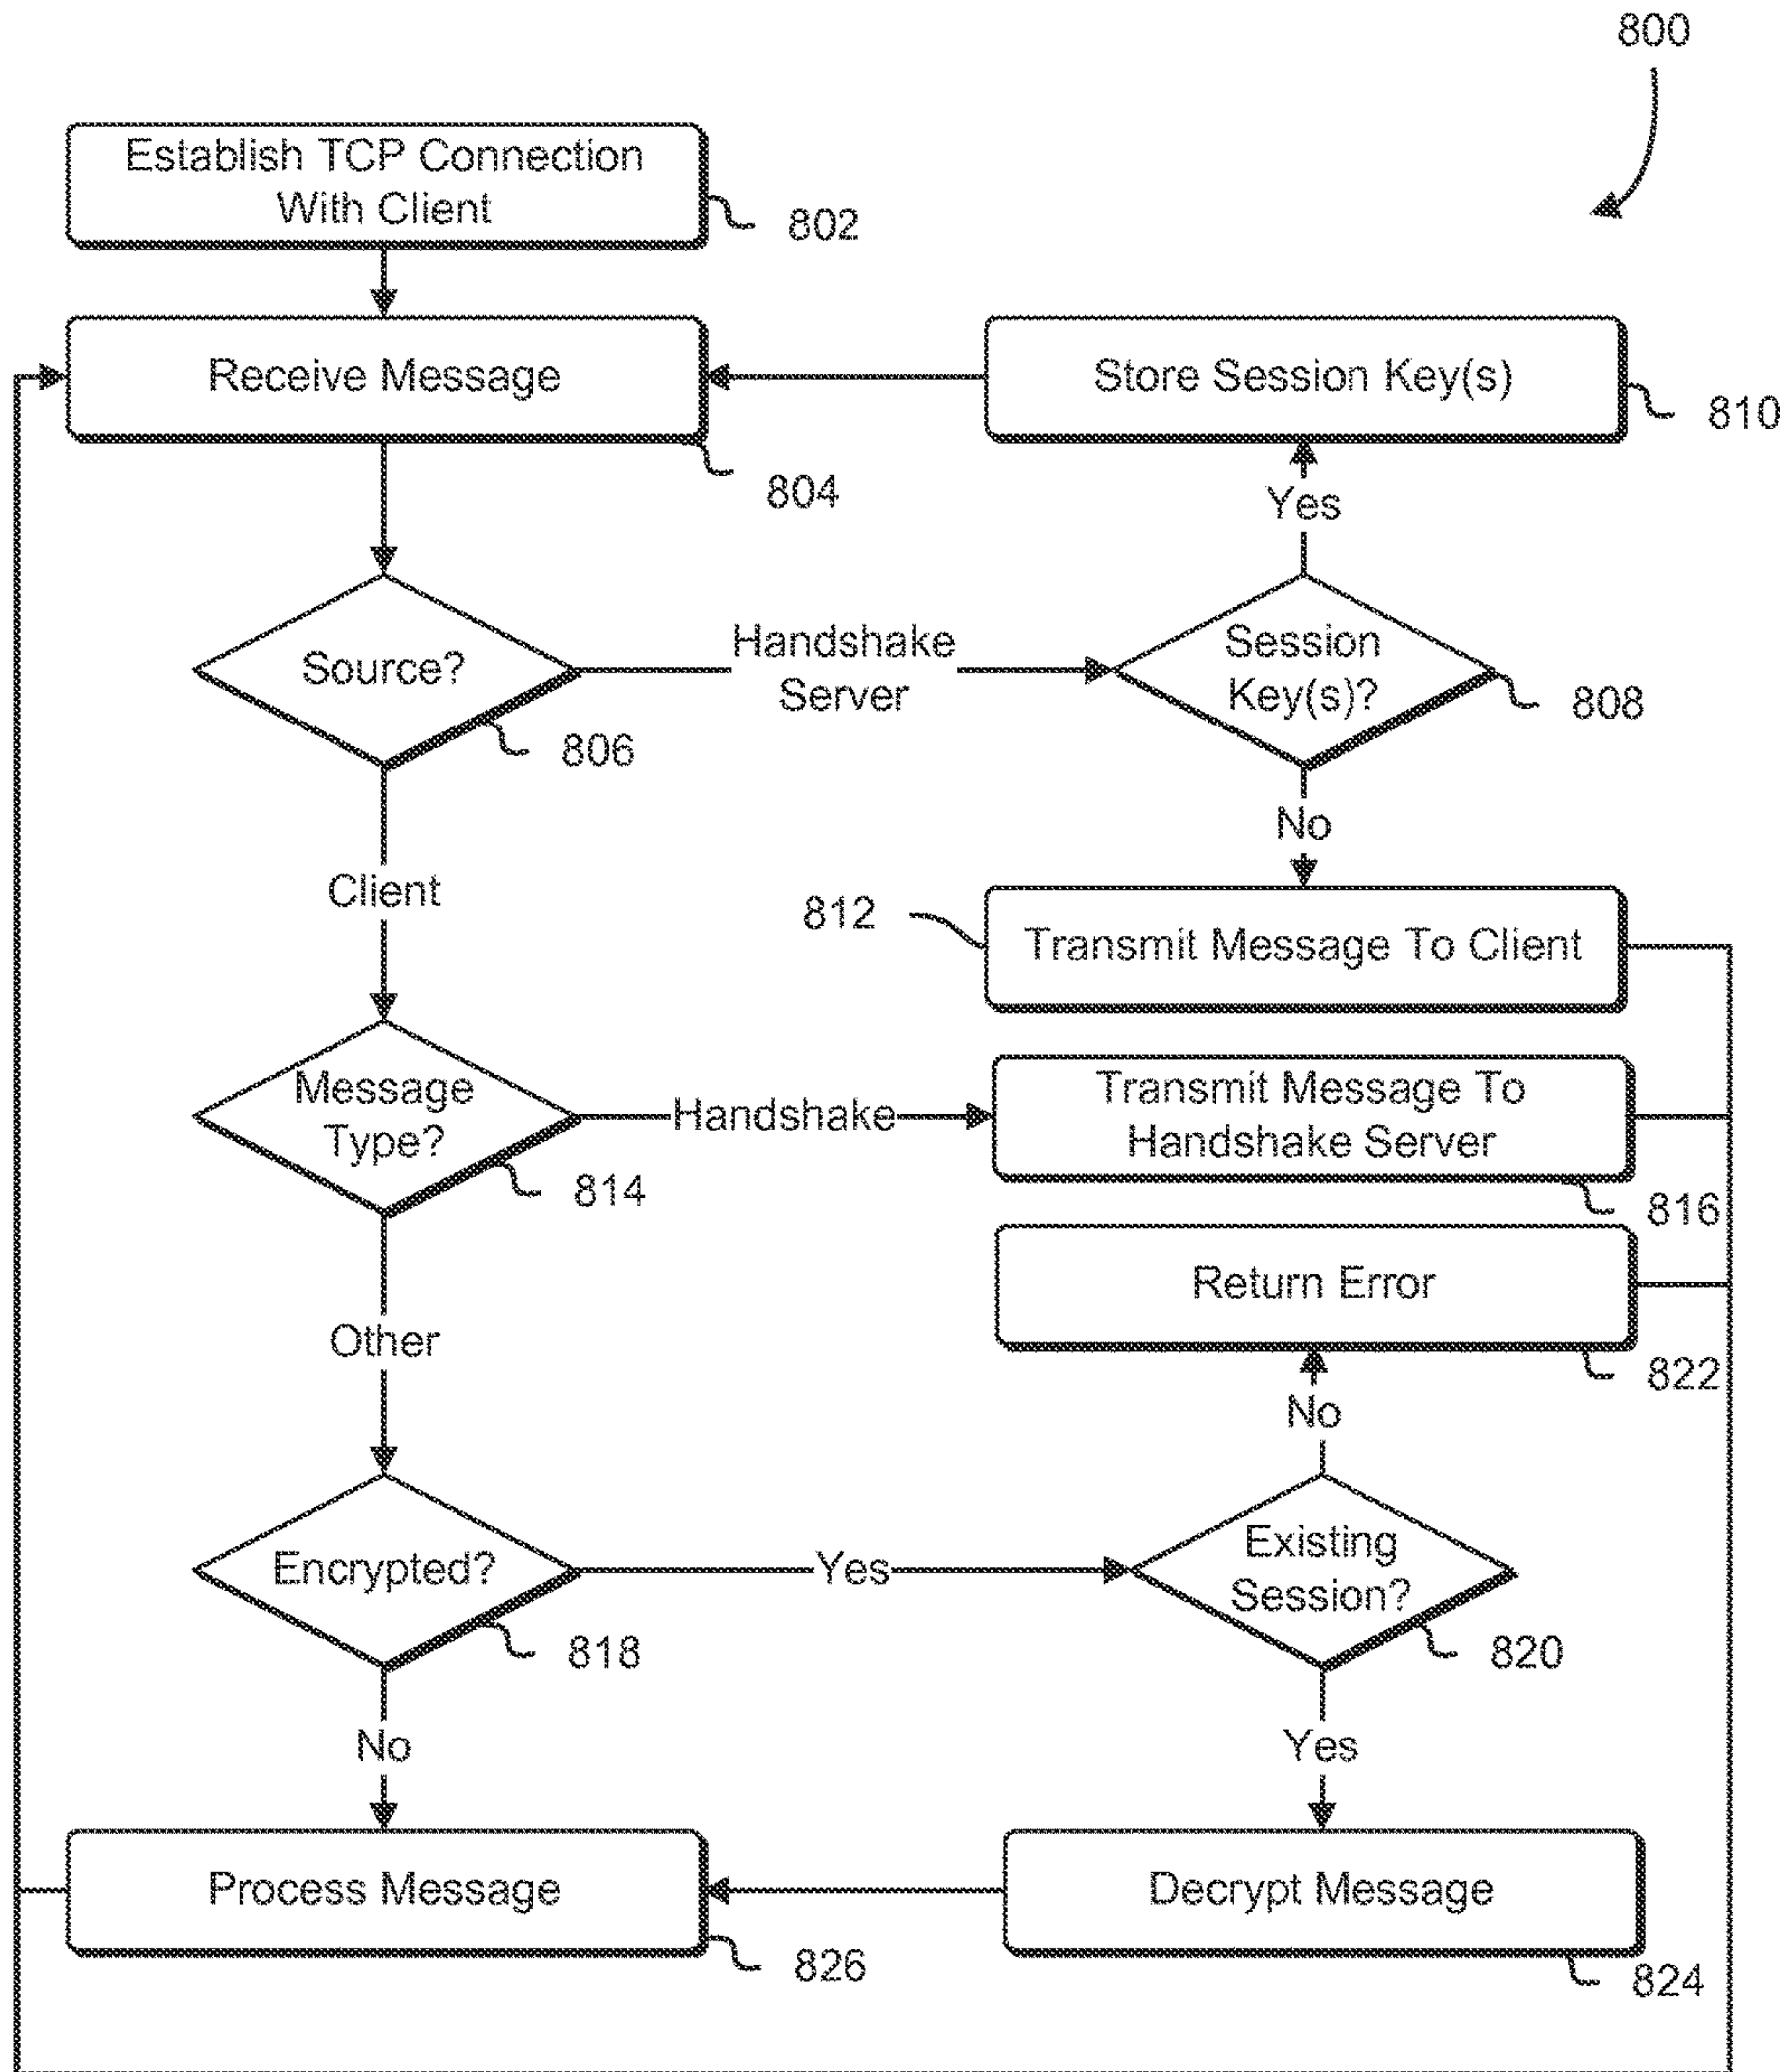 800
Establish TCP Connection
With Client
802
Receive Message
804
Store Session Key(s)
810
Yes
Source?
806
Handshake
Server
Session
Key(s)?
808
No
Client
812
Transmit Message To Client
Message
Type?
814
Handshake
Transmit Message To
Handshake Server
816
Return Error
822
Other
No
Encrypted?
818
Yes
Existing
Session?
820
No
Yes
Process Message
826
Decrypt Message
824